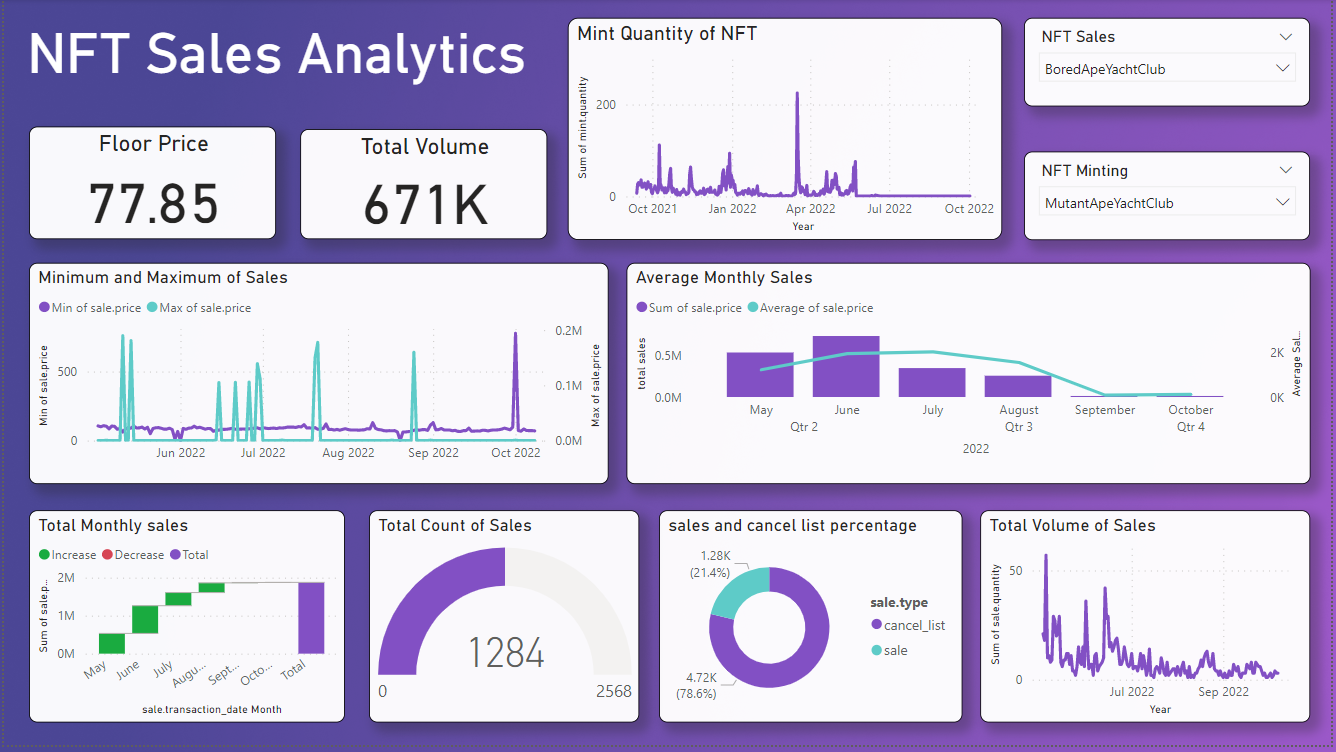 NFT Sales Analytics
Floor Price
77.85
Total Volume
671K
Mint Quantity of NFT
Sum of mint.quantity
200
0
Oct 2021 Jan 2022 Apr 2022 Jul 2022 Oct 2022
Year
NFT Sales
BoredApeYachtClub
NFT Minting
MutantApeYachtClub
Minimum and Maximum of Sales
Min of sale.price Max of sale.price
Min of sale.price
500
0
0.2M
0.1M
0.0M
Max of sale.price
Jun 2022 Jul 2022 Aug 2022 Sep 2022 Oct 2022
Average Monthly Sales
Sum of sale.price Average of sale.price
total sales
0.5M
0.0M
2K
0K
Average Sal...
May June July August September October
Qtr 2 Qtr 3 Qtr 4
2022
Total Monthly sales
Increase Decrease Total
Sum of sale.p...
2M
1M
0M
May June July Augu... Sept... Octo... Total
sale.transaction_date Month
Total Count of Sales
1284
0 2568
sales and cancel list percentage
1.28K
(21.4%)
4.72K
(78.6%)
sale.type
cancel_list
sale
Total Volume of Sales
Sum of sale.quantity
50
0
Jul 2022 Sep 2022
Year